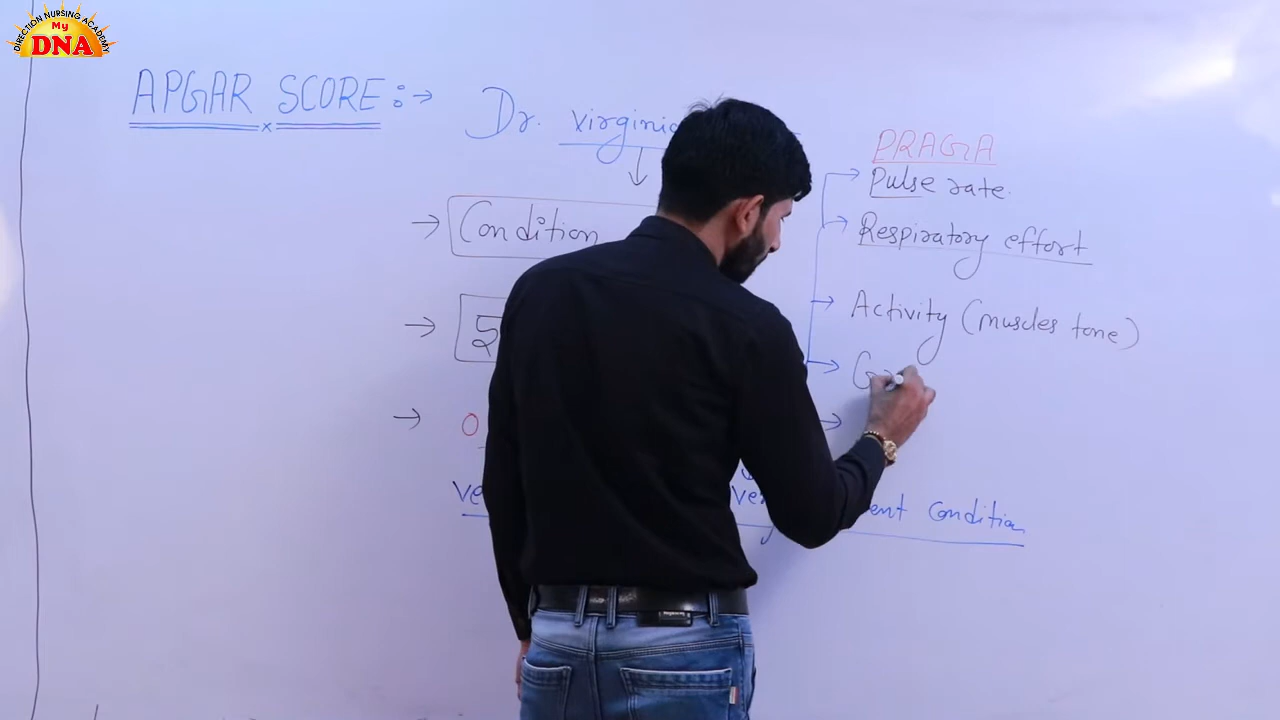 DIRECTION NURSING ACADEMY
My
DNA
APGAR SCORE :→
Dr. virginia
PRAGA
Pulse rate.
→ Condition
Respiratory effort
→ 5
Activity (muscles tone)
→ 0
ent condition